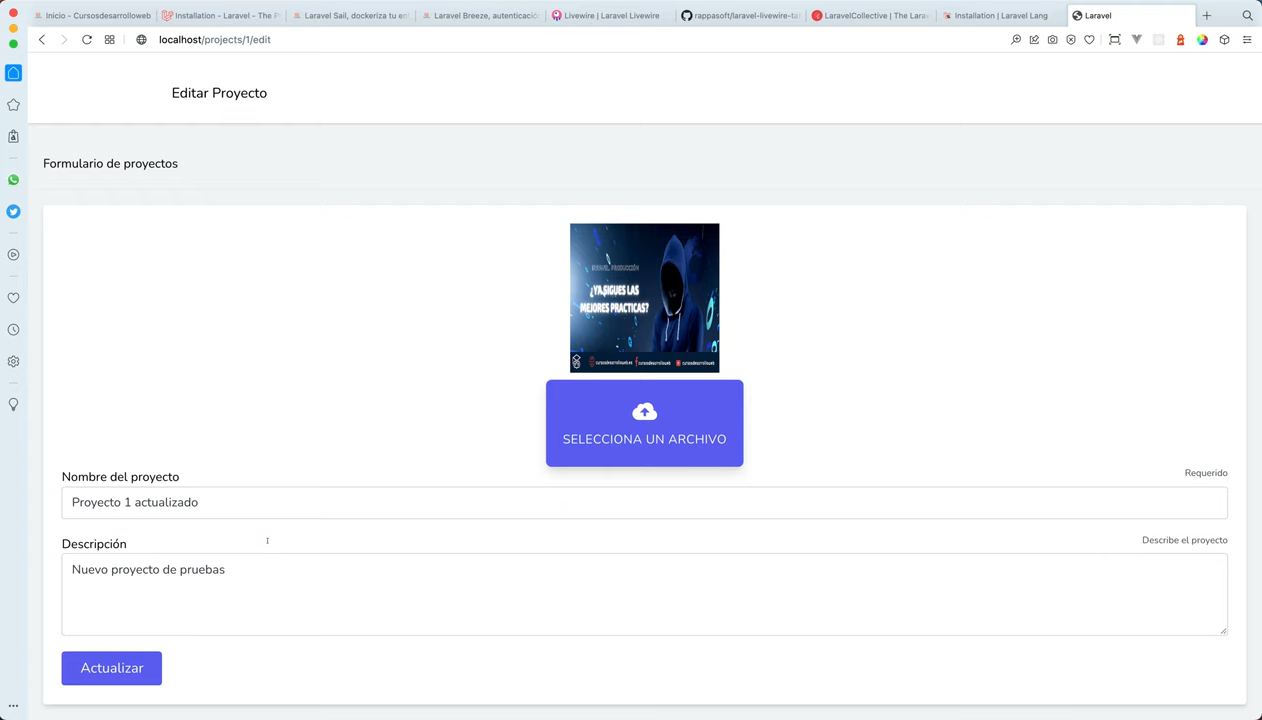 Inicio - Cursosdesarrolloweb
Installation - Laravel - The P
Laravel Sail, dockeriza tu en
Laravel Breeze, autenticació
Livewire | Laravel Livewire
rappasoft/laravel-livewire-ta
LaravelCollective | The Lara
Installation | Laravel Lang
Laravel
localhost/projects/1/edit
Editar Proyecto
Formulario de proyectos
LARAVEL PRODUCCIÓN
¿YA SIGUES LAS
MEJORES PRACTICAS?
SELECCIONA UN ARCHIVO
Nombre del proyecto
Requerido
Proyecto 1 actualizado
Descripción
Describe el proyecto
Nuevo proyecto de pruebas
Actualizar